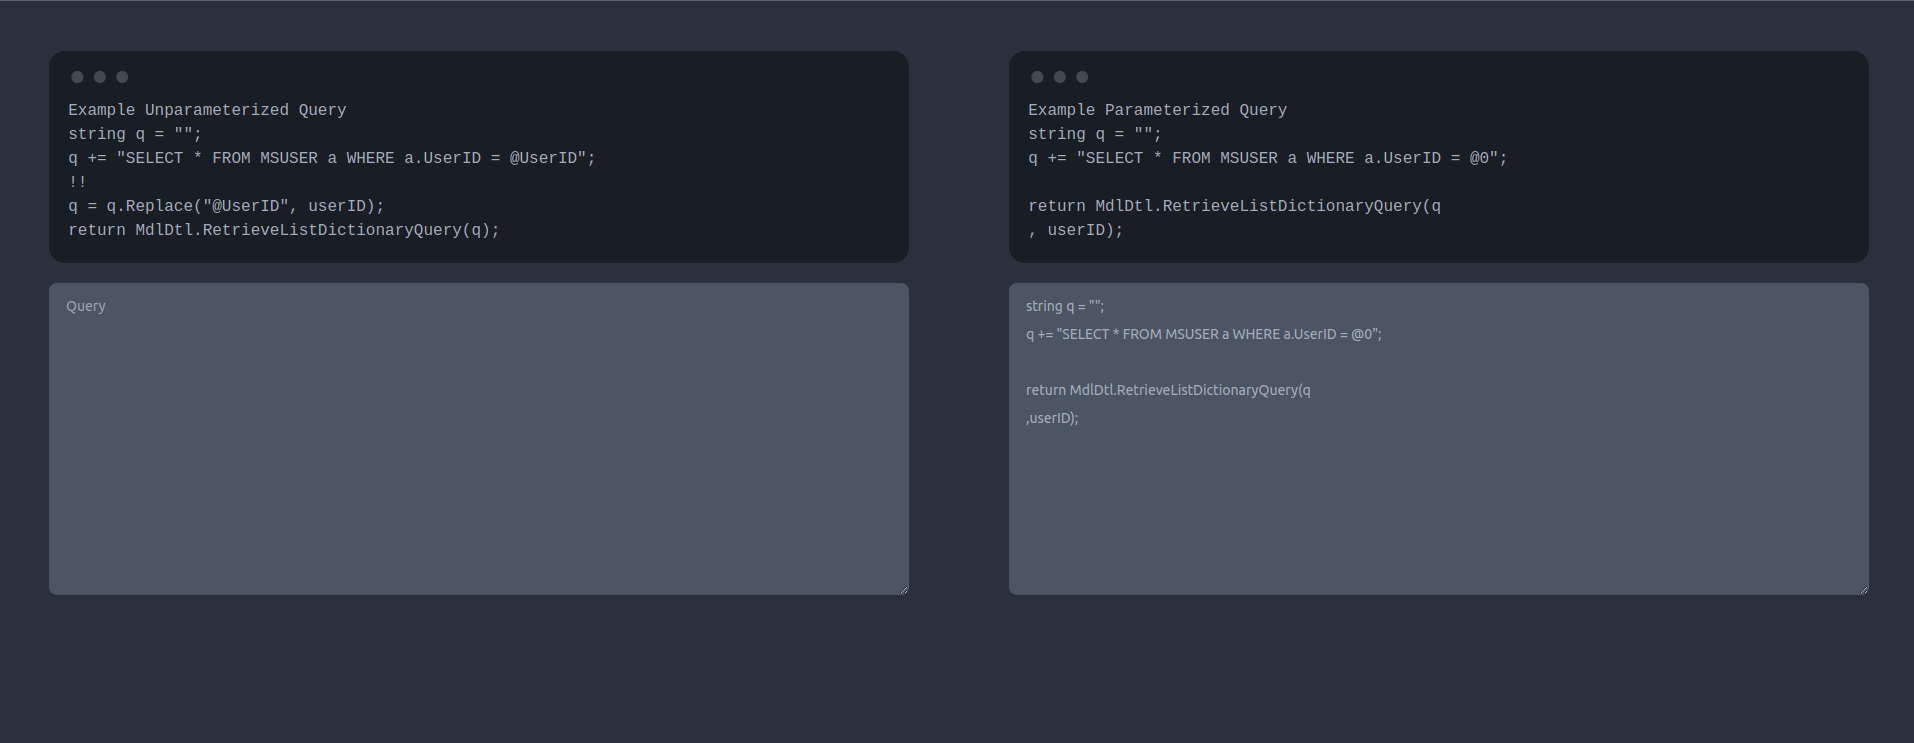 Example Unparameterized Query
string q = "";
q += "SELECT * FROM MSUSER a WHERE a.UserID = @UserID";
!!
q = q.Replace("@UserID", userID);
return MdlDtl.RetrieveListDictionaryQuery(q);
Query
Example Parameterized Query
string q = "";
q += "SELECT * FROM MSUSER a WHERE a.UserID = @0";
return MdlDtl.RetrieveListDictionaryQuery(q
, userID);
string q = "";
q += "SELECT * FROM MSUSER a WHERE a.UserID = @0";
return MdlDtl.RetrieveListDictionaryQuery(q
,userID);